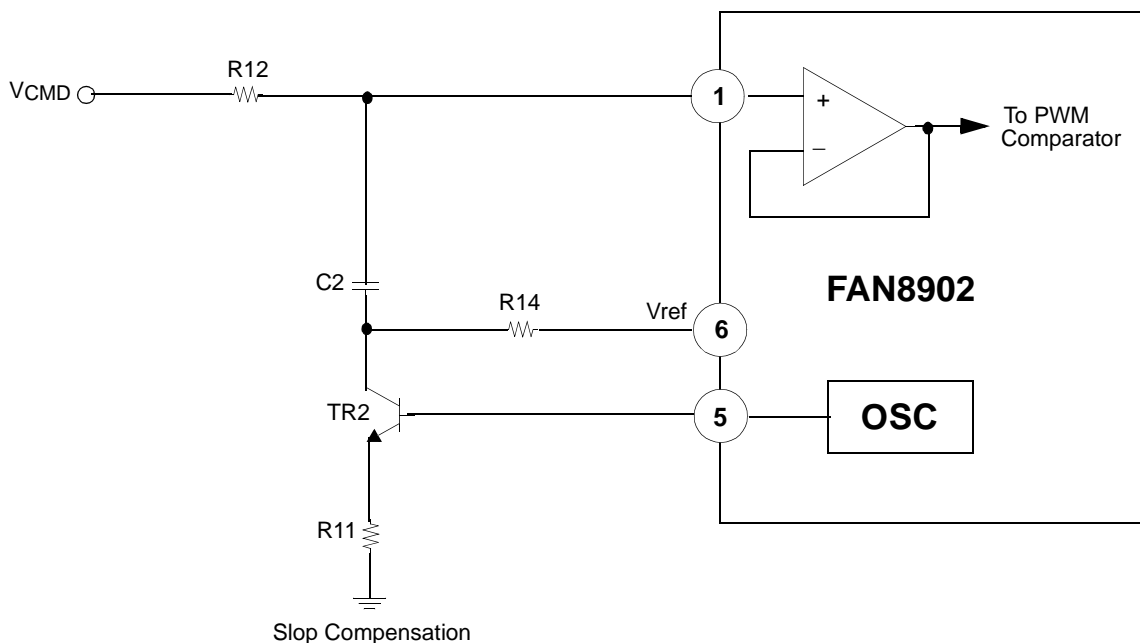 R12
VCMD
1
+
To PWM
Comparator
–
C2
FAN8902
R14
Vref
6
TR2
5
OSC
R11
Slop Compensation